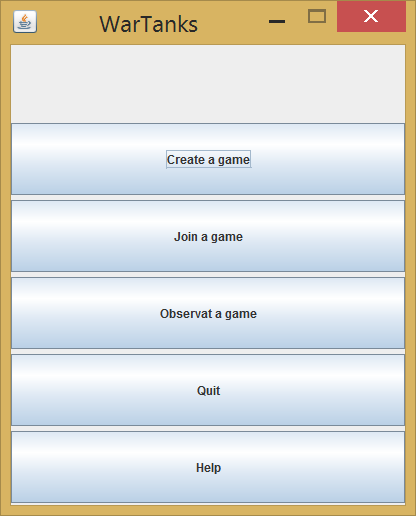 WarTanks
Create a game
Join a game
Observat a game
Quit
Help